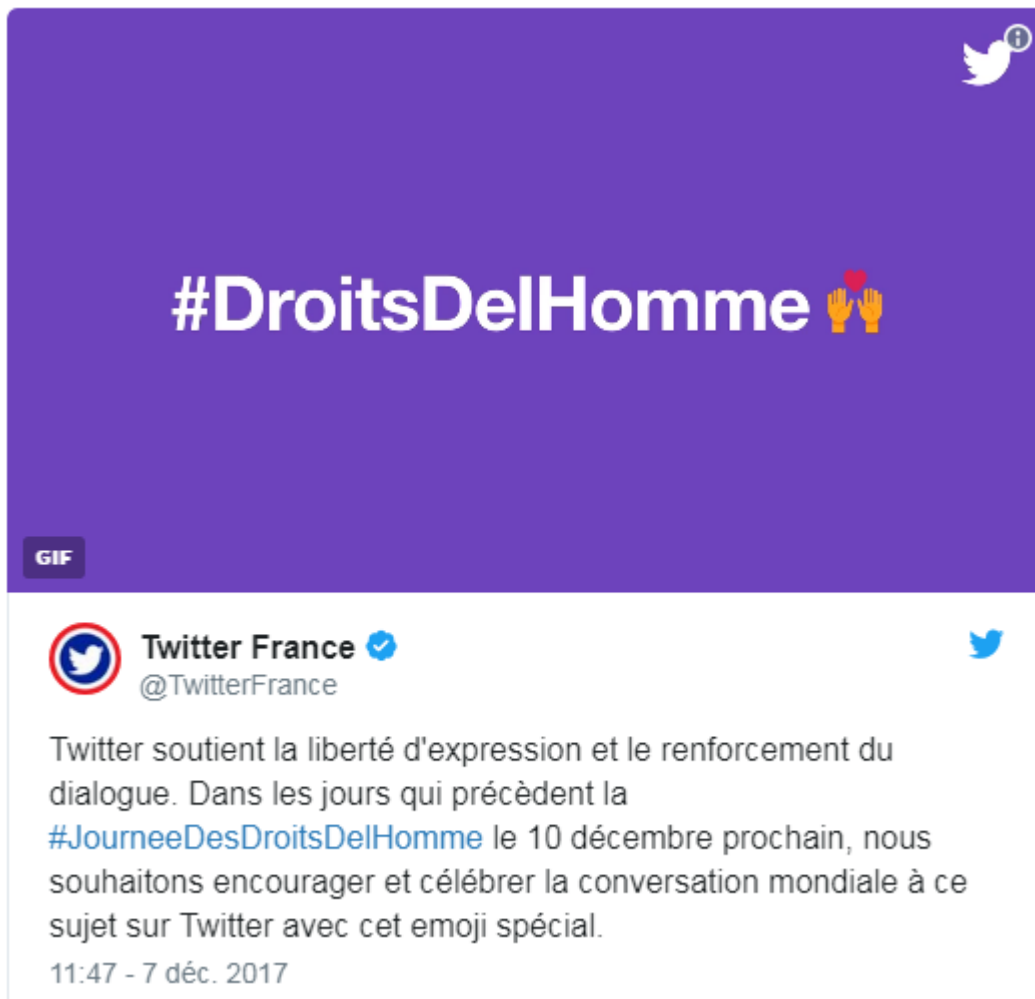 #DroitsDelHomme
GIF
Twitter France
@TwitterFrance
Twitter soutient la liberté d'expression et le renforcement du
dialogue. Dans les jours qui précèdent la
#JourneeDesDroitsDelHomme le 10 décembre prochain, nous
souhaitons encourager et célébrer la conversation mondiale à ce
sujet sur Twitter avec cet emoji spécial.
11:47 - 7 déc. 2017